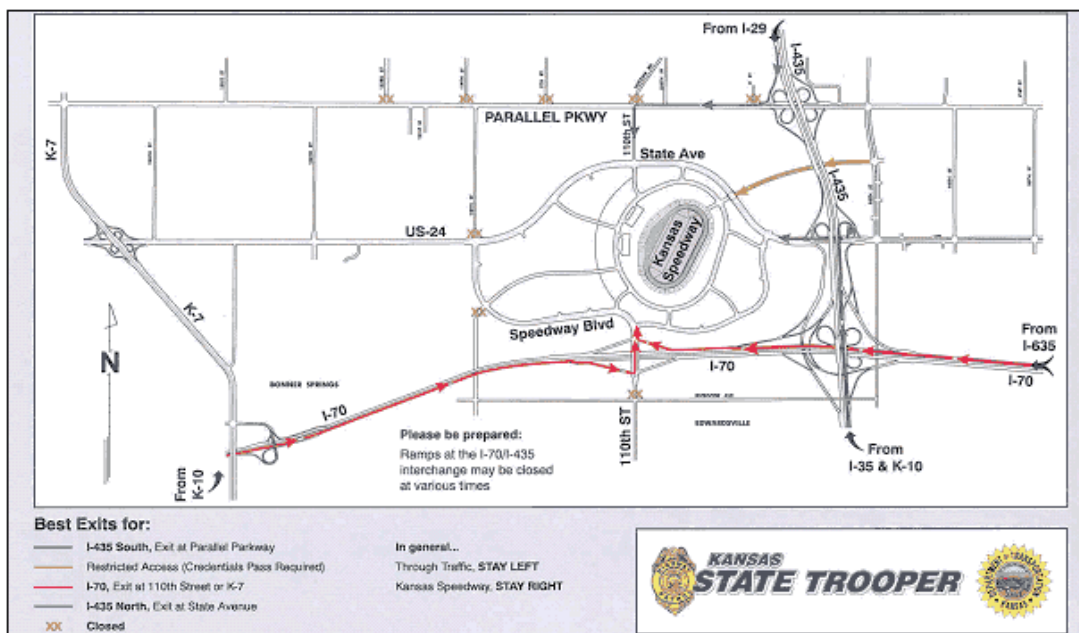 From I-29
I-435
PARALLEL PKWY
110TH ST
State Ave
K-7
I-435
US-24
Kansas
Speedway
K-7
Speedway Blvd
From
I-635
I-70
I-70
N
BONNER SPRINGS
I-70
EDWARDSVILLE
110th ST
Please be prepared:
Ramps at the I-70/I-435
interchange may be closed
at various times
From
K-10
From
I-35 & K-10
Best Exits for:
I-435 South, Exit at Parallel Parkway
Restricted Access (Credentials Pass Required)
I-70, Exit at 110th Street or K-7
I-435 North, Exit at State Avenue
XX Closed
In general...
Through Traffic, STAY LEFT
Kansas Speedway, STAY RIGHT
KANSAS
STATE TROOPER